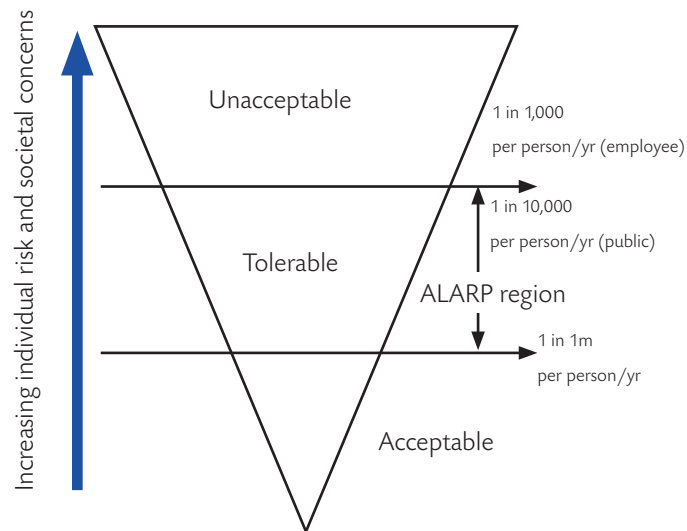 Increasing individual risk and societal concerns
Unacceptable
1 in 1,000
per person/yr (employee)
1 in 10,000
per person/yr (public)
Tolerable
ALARP region
1 in 1m
per person/yr
Acceptable